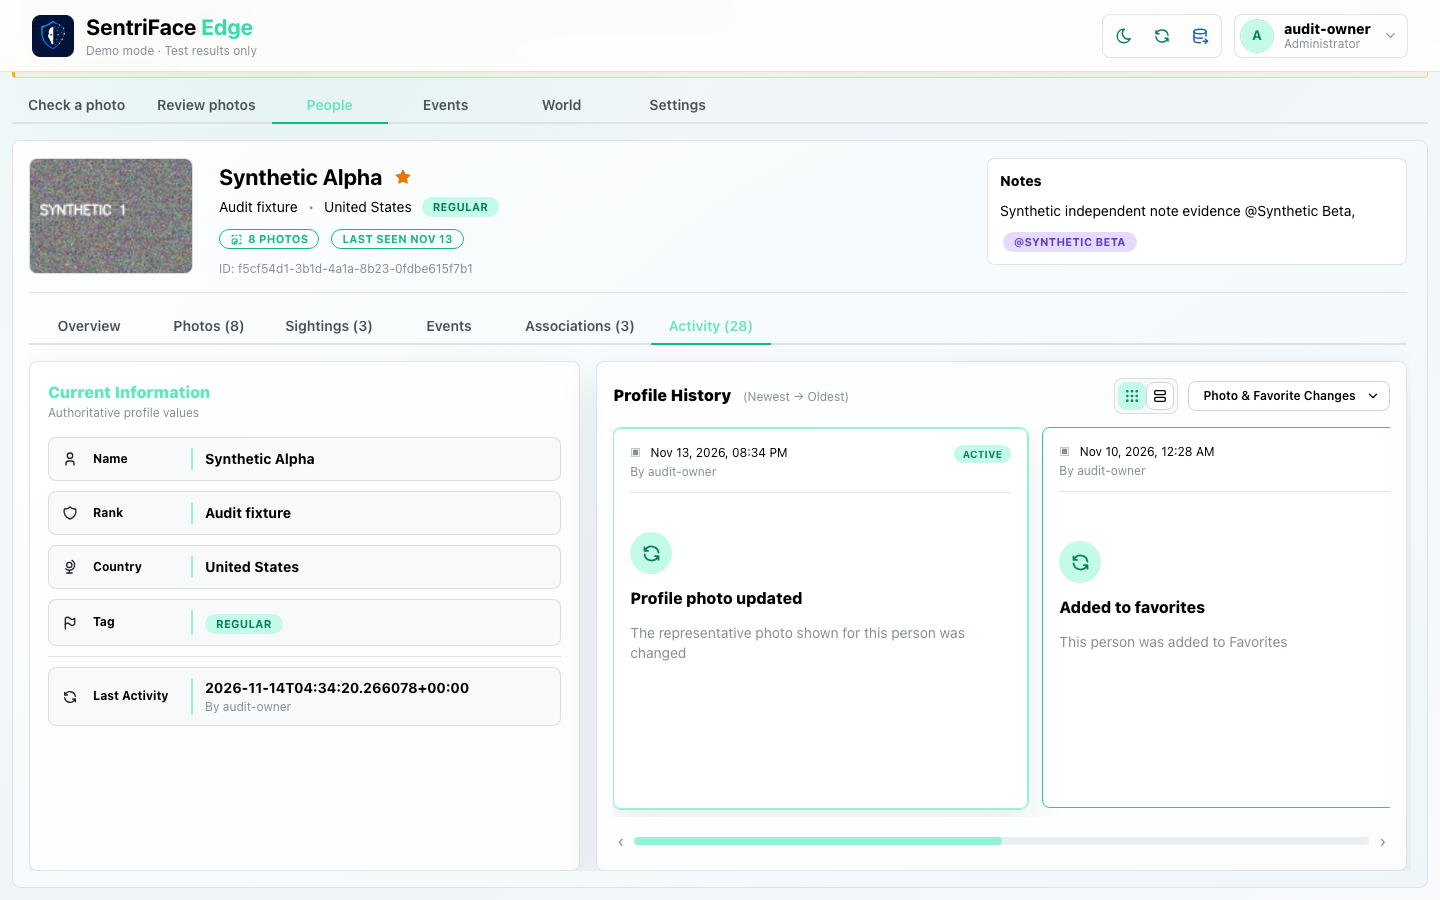 SentriFace Edge
Demo mode · Test results only
A
audit-owner
Administrator
Check a photo
Review photos
People
Events
World
Settings
SYNTHETIC 1
Synthetic Alpha
Audit fixture • United States REGULAR
8 PHOTOS LAST SEEN NOV 13
ID: f5cf54d1-3b1d-4a1a-8b23-0fdbe615f7b1
Notes
Synthetic independent note evidence @Synthetic Beta,
@SYNTHETIC BETA
Overview
Photos (8)
Sightings (3)
Events
Associations (3)
Activity (28)
Current Information
Authoritative profile values
Name Synthetic Alpha
Rank Audit fixture
Country United States
Tag REGULAR
Last Activity 2026-11-14T04:34:20.266078+00:00
By audit-owner
Profile History (Newest → Oldest)
Photo & Favorite Changes
Nov 13, 2026, 08:34 PM ACTIVE
By audit-owner
Profile photo updated
The representative photo shown for this person was
changed
Nov 10, 2026, 12:28 AM
By audit-owner
Added to favorites
This person was added to Favorites